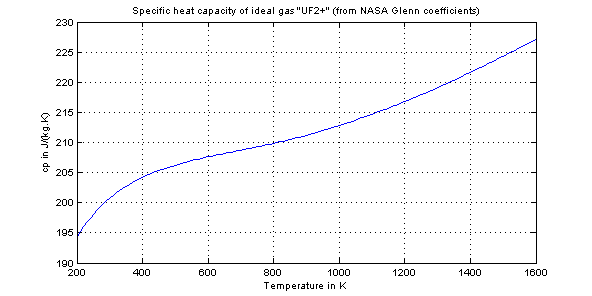 Specific heat capacity of ideal gas "UF2+" (from NASA Glenn coefficients)
230
225
220
215
210
205
200
195
190
cp in J/(kg.K)
200 400 600 800 1000 1200 1400 1600
Temperature in K